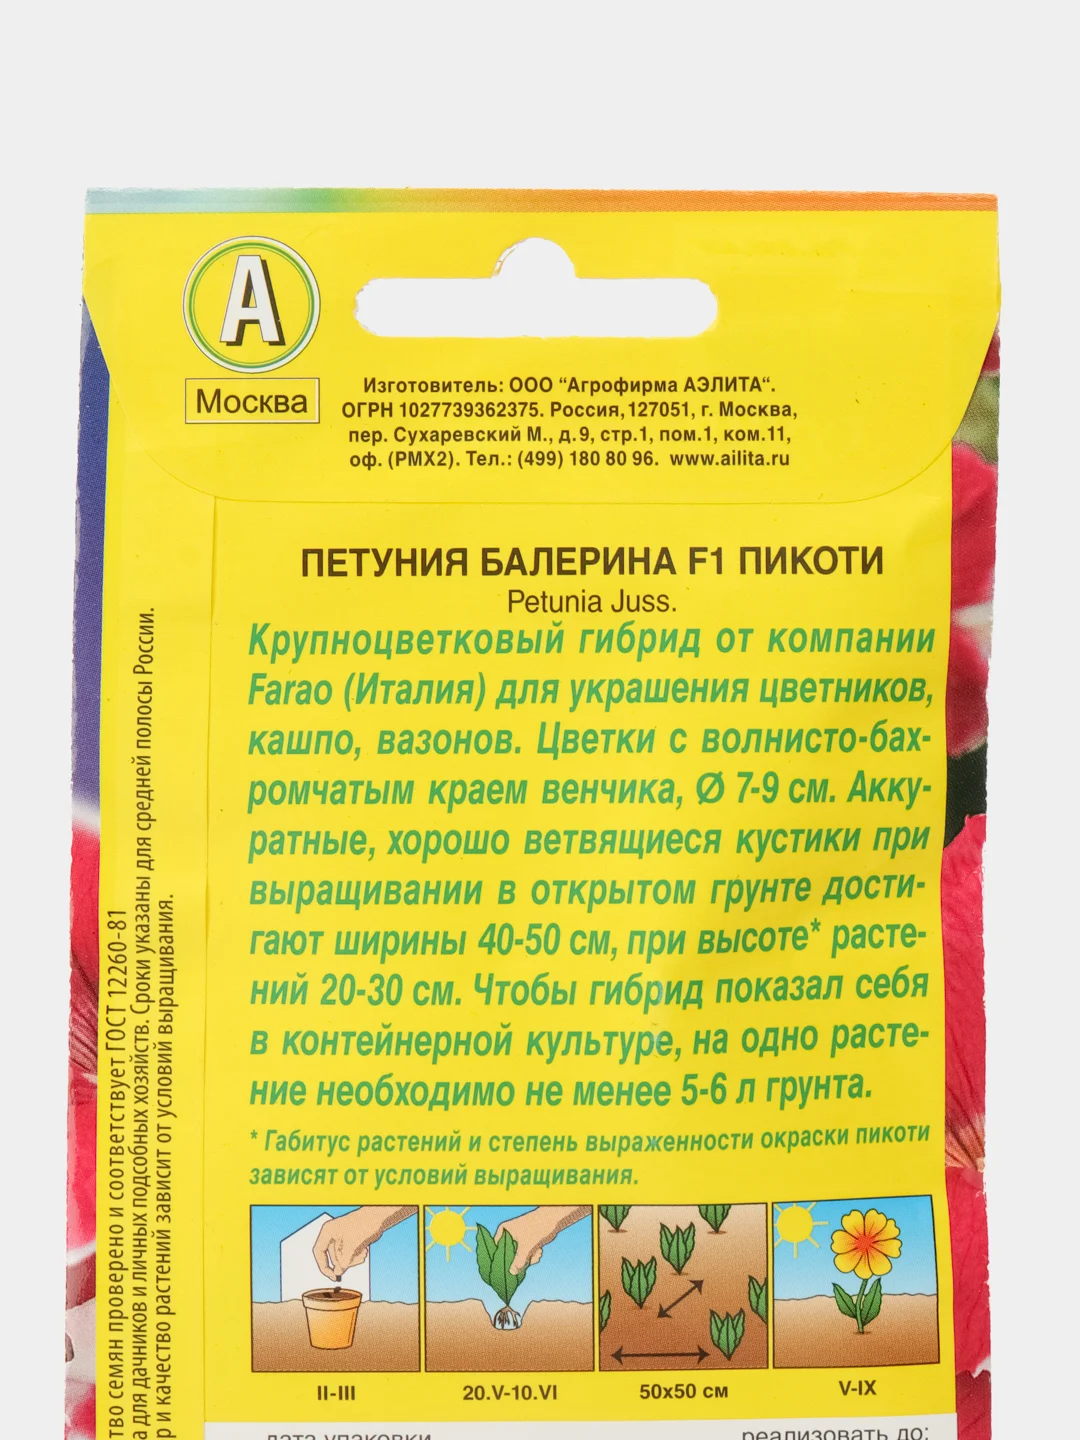 А
Москва
Изготовитель: ООО “Агрофирма АЭЛИТА“.
ОГРН 1027739362375. Россия,127051, г. Москва,
пер. Сухаревский М., д.9, стр.1, пом.1, ком.11,
оф. (РМХ2). Тел.: (499) 180 80 96. www.ailita.ru
ПЕТУНИЯ БАЛЕРИНА F1 ПИКОТИ
Petunia Juss.
Крупноцветковый гибрид от компании
Farao (Италия) для украшения цветников,
кашпо, вазонов. Цветки с волнисто-бах-
ромчатым краем венчика, Ø 7-9 см. Акку-
ратные, хорошо ветвящиеся кустики при
выращивании в открытом грунте дости-
гают ширины 40-50 см, при высоте* расте-
ний 20-30 см. Чтобы гибрид показал себя
в контейнерной культуре, на одно расте-
ние необходимо не менее 5-6 л грунта.
* Габитус растений и степень выраженности окраски пикоти
зависят от условий выращивания.
II-III
20.V-10.VI
50x50 см
V-IX
дата упаковки
реализовать до:
тво семян проверено и соответствует ГОСТ 12260-81
а для дачников и личных подсобных хозяйств. Сроки указаны для средней полосы России.
р и качество растений зависит от условий выращивания.